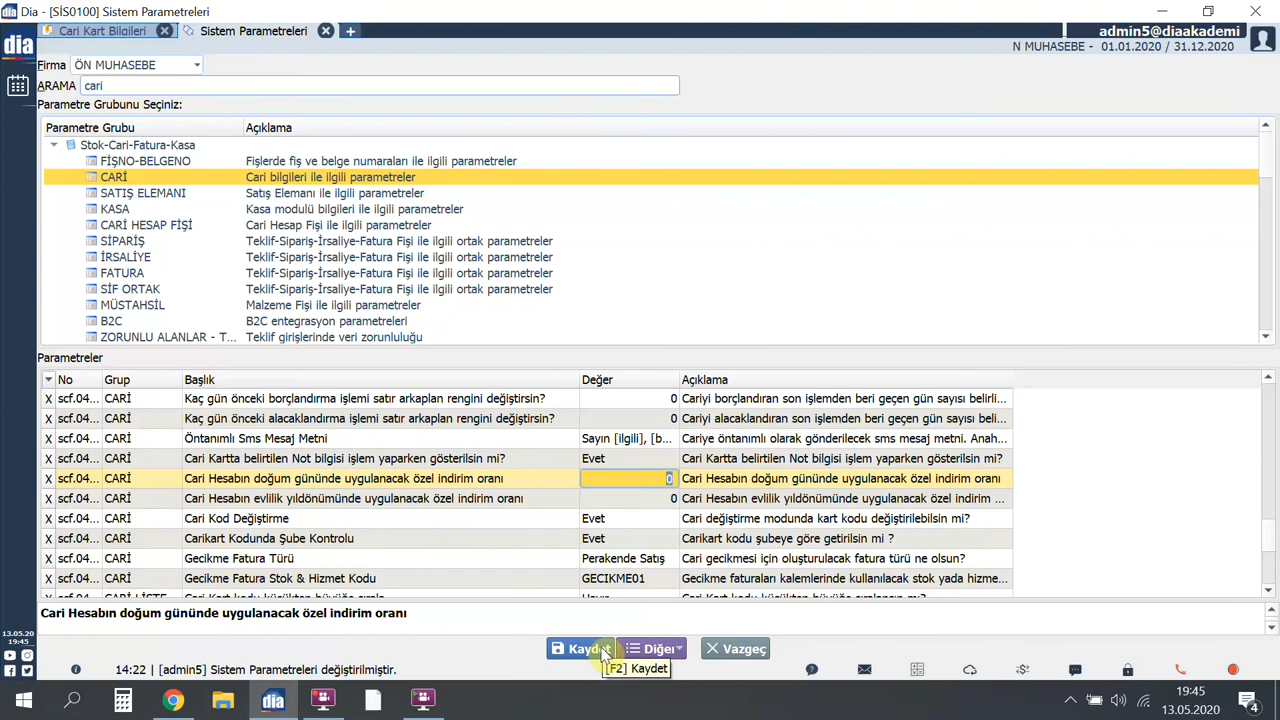 Dia - [SİS0100] Sistem Parametreleri
dia
Cari Kart Bilgileri
Sistem Parametreleri
admin5@diaakademi
N MUHASEBE - 01.01.2020 / 31.12.2020
Firma ÖN MUHASEBE
ARAMA cari
Parametre Grubunu Seçiniz:
Parametre Grubu Açıklama
Stok-Cari-Fatura-Kasa
FİŞNO-BELGENO Fişlerde fiş ve belge numaraları ile ilgili parametreler
CARİ Cari bilgileri ile ilgili parametreler
SATIŞ ELEMANI Satış Elemanı ile ilgili parametreler
KASA Kasa modulü bilgileri ile ilgili parametreler
CARİ HESAP FİŞİ Cari Hesap Fişi ile ilgili parametreler
SİPARİŞ Teklif-Sipariş-İrsaliye-Fatura Fişi ile ilgili ortak parametreler
İRSALİYE Teklif-Sipariş-İrsaliye-Fatura Fişi ile ilgili ortak parametreler
FATURA Teklif-Sipariş-İrsaliye-Fatura Fişi ile ilgili ortak parametreler
SİF ORTAK Teklif-Sipariş-İrsaliye-Fatura Fişi ile ilgili ortak parametreler
MÜSTAHSİL Malzeme Fişi ile ilgili parametreler
B2C B2C entegrasyon parametreleri
ZORUNLU ALANLAR - T... Teklif girişlerinde veri zorunluluğu
Parametreler
No Grup Başlık Değer Açıklama
X scf.04... CARİ Kaç gün önceki borçlandırma işlemi satır arkaplan rengini değiştirsin? 0 Cariyi borçlandıran son işlemden beri geçen gün sayısı belirli...
X scf.04... CARİ Kaç gün önceki alacaklandırma işlemi satır arkaplan rengini değiştirsin? 0 Cariyi alacaklandıran son işlemden beri geçen gün sayısı beli...
X scf.04... CARİ Öntanımlı Sms Mesaj Metni Sayın [ilgili], [b... Cariye öntanımlı olarak gönderilecek sms mesaj metni. Anah...
X scf.04... CARİ Cari Kartta belirtilen Not bilgisi işlem yaparken gösterilsin mi? Evet Cari Kartta belirtilen Not bilgisi işlem yaparken gösterilsin mi?
X scf.04... CARİ Cari Hesabın doğum gününde uygulanacak özel indirim oranı 0 Cari Hesabın doğum gününde uygulanacak özel indirim oranı
X scf.04... CARİ Cari Hesabın evlilik yıldönümünde uygulanacak özel indirim oranı 0 Cari Hesabın evlilik yıldönümünde uygulanacak özel indirim ...
X scf.04... CARİ Cari Kod Değiştirme Evet Cari değiştirme modunda kart kodu değiştirilebilsin mi?
X scf.04... CARİ Carikart Kodunda Şube Kontrolu Evet Carikart kodu şubeye göre getirilsin mi ?
X scf.04... CARİ Gecikme Fatura Türü Perakende Satış Cari gecikmesi için oluşturulacak fatura türü ne olsun?
X scf.04... CARİ Gecikme Fatura Stok & Hizmet Kodu GECIKME01 Gecikme faturaları kalemlerinde kullanılacak stok yada hizme...
Cari Hesabın doğum gününde uygulanacak özel indirim oranı
Kaydet Diğer Vazgeç
[F2] Kaydet
13.05.20
19:45
14:22 | [admin5] Sistem Parametreleri değiştirilmiştir.
dia
19:45
13.05.2020
4